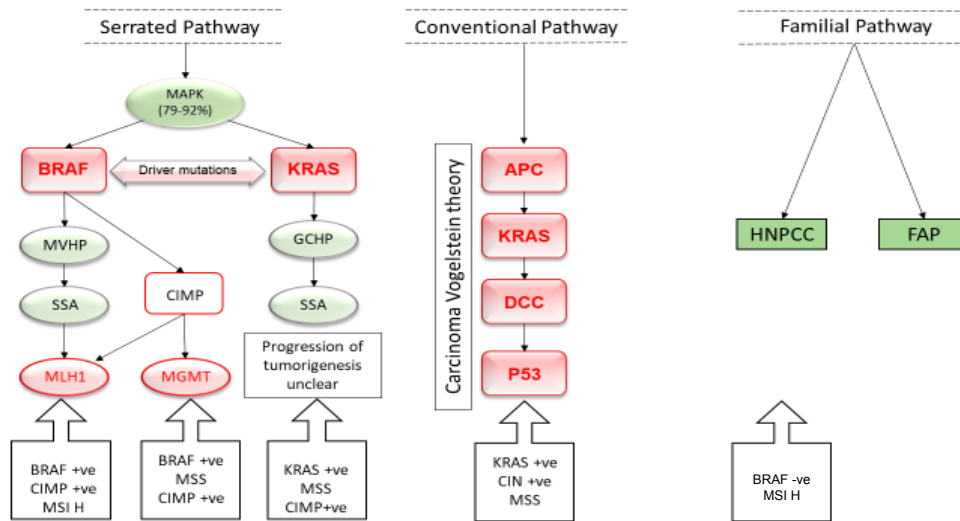 Serrated Pathway
Conventional Pathway
Familial Pathway
MAPK
(79-92%)
BRAF
Driver mutations
KRAS
MVHP
GCHP
SSA
CIMP
SSA
MLH1
MGMT
Progression of
tumorigenesis
unclear
BRAF +ve
CIMP +ve
MSI H
BRAF +ve
MSS
CIMP +ve
KRAS +ve
MSS
CIMP+ve
Carcinoma Vogelstein theory
APC
KRAS
DCC
P53
KRAS +ve
CIN +ve
MSS
HNPCC
FAP
BRAF -ve
MSI H